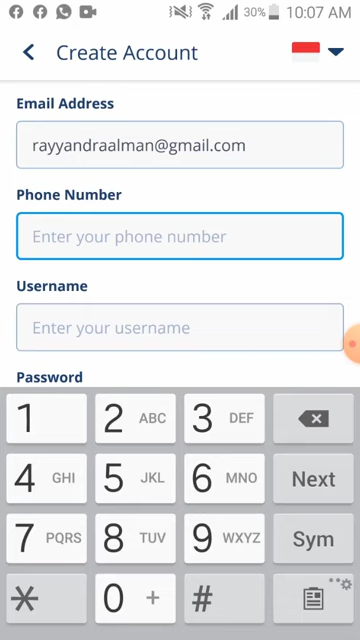 30% 10:07 AM
Create Account
Email Address
rayyandraalman@gmail.com
Phone Number
Enter your phone number
Username
Enter your username
Password
1 2 ABC 3 DEF
4 GHI 5 JKL 6 MNO Next
7 PQRS 8 TUV 9 WXYZ Sym
* 0 + #